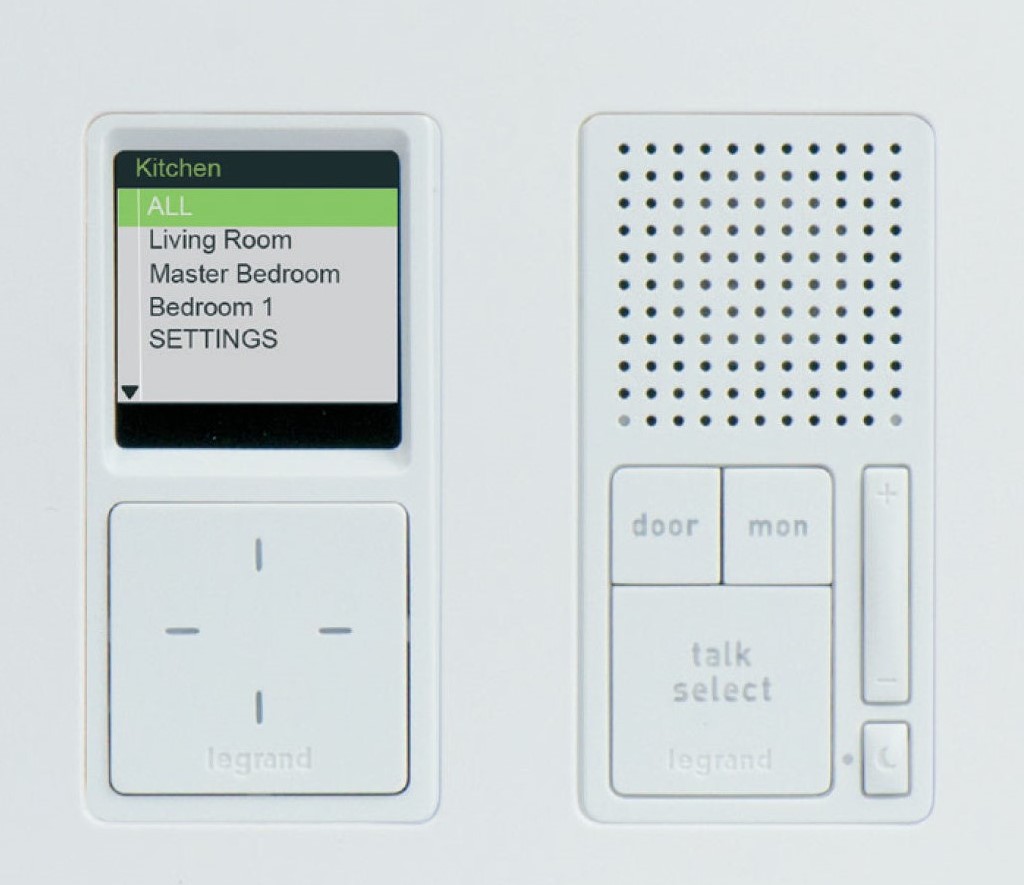 Kitchen
ALL
Living Room
Master Bedroom
Bedroom 1
SETTINGS
legrand
door
mon
+
talk
select
−
legrand